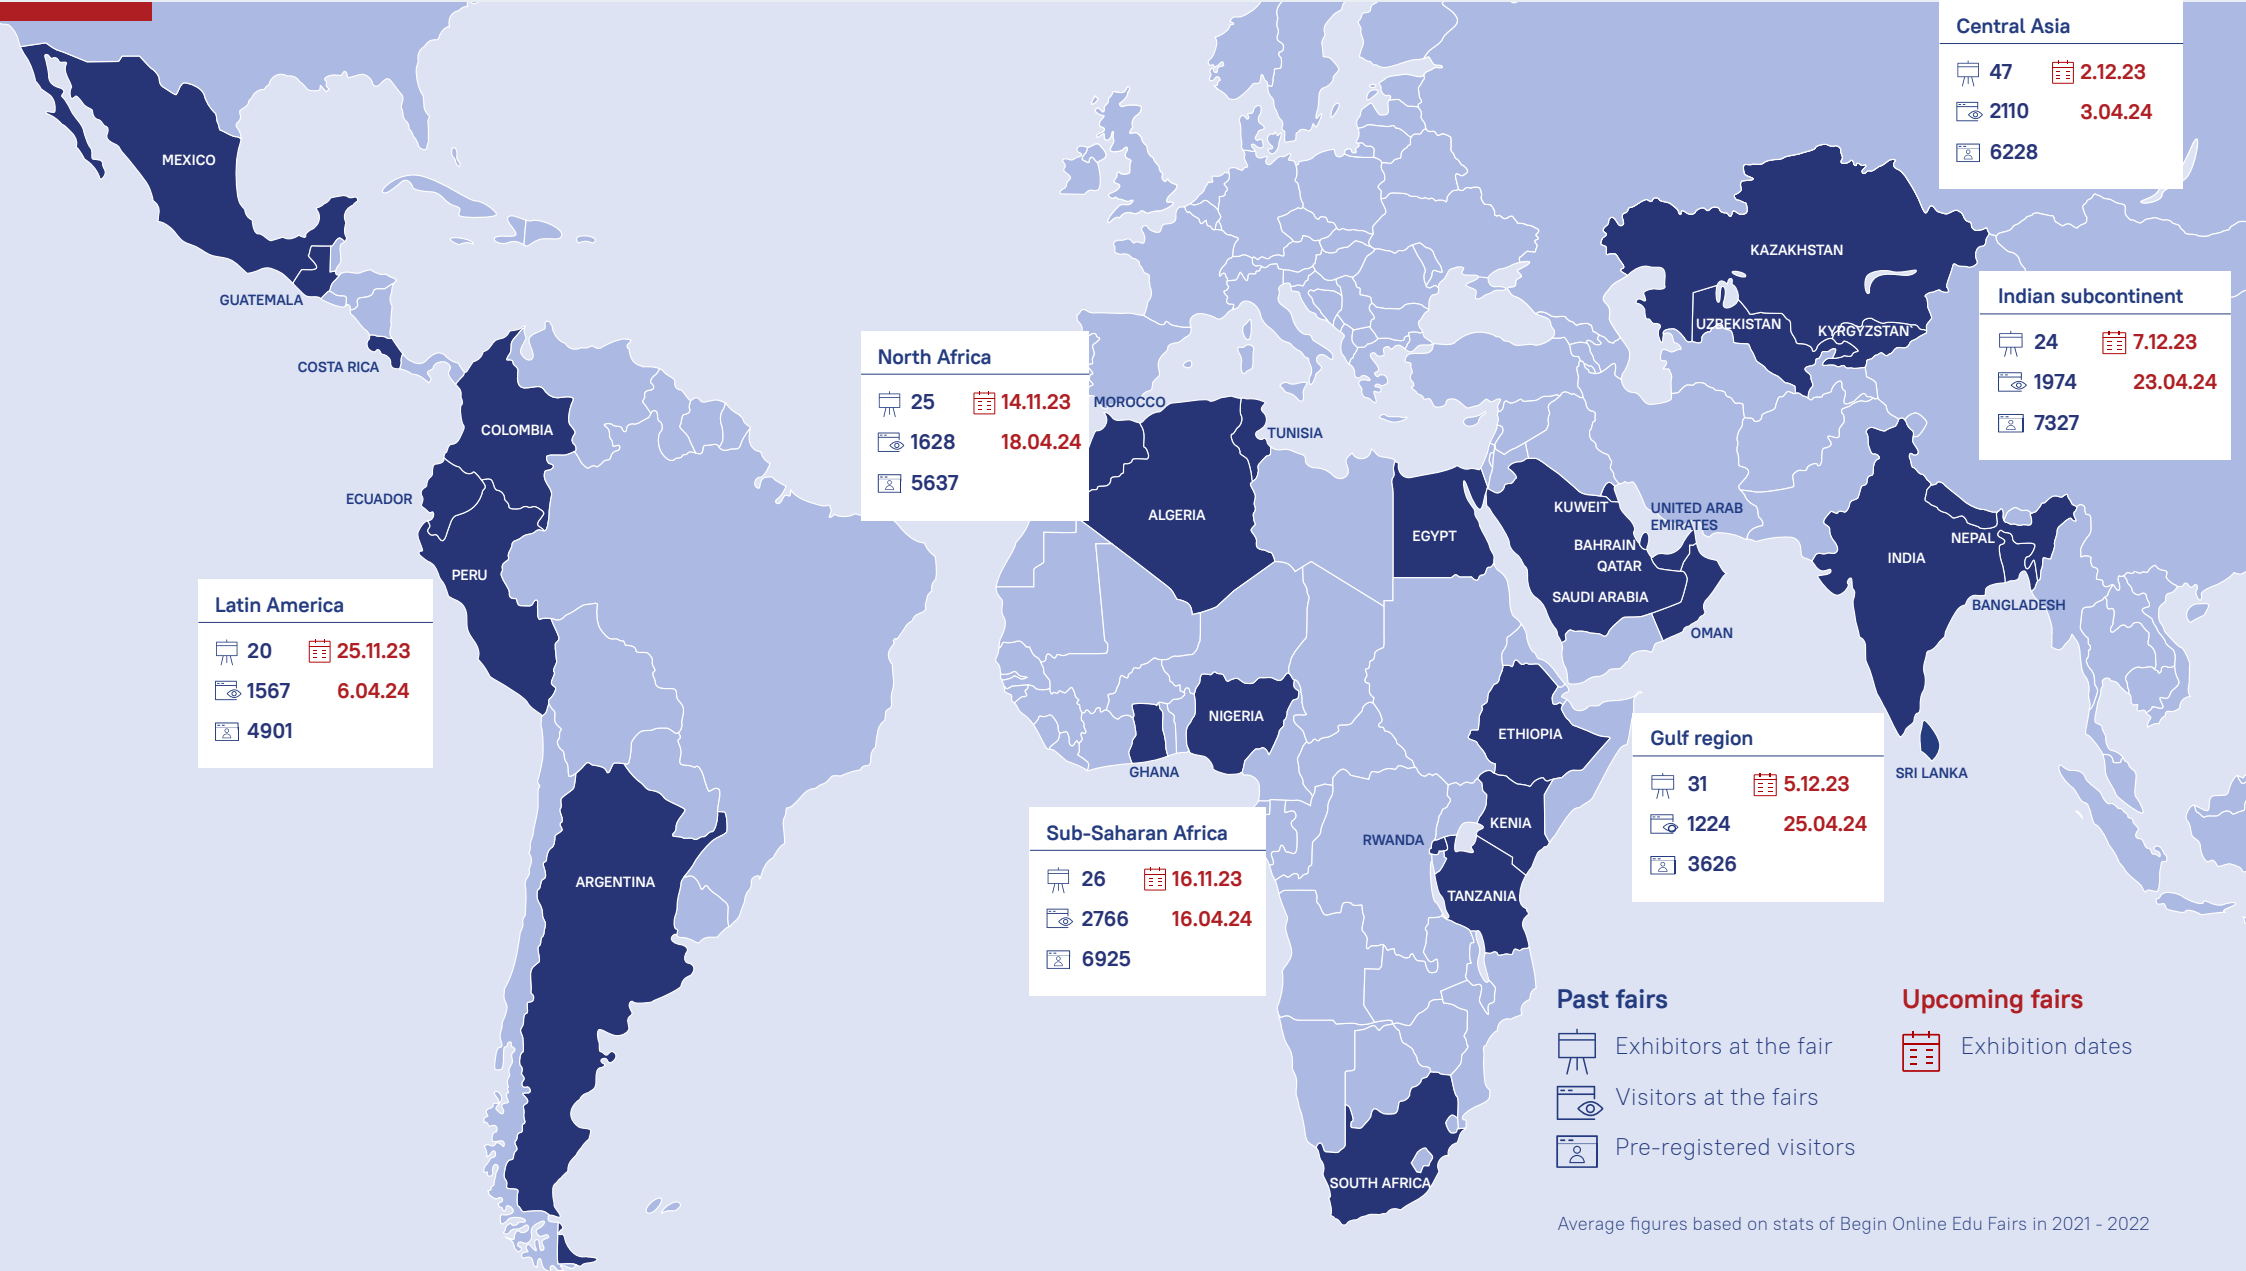 Central Asia
47 2.12.23
2110 3.04.24
6228
MEXICO
GUATEMALA
COSTA RICA
COLOMBIA
ECUADOR
PERU
ARGENTINA
Latin America
20 25.11.23
1567 6.04.24
4901
North Africa
25 14.11.23
1628 18.04.24
5637
MOROCCO
TUNISIA
ALGERIA
EGYPT
KAZAKHSTAN
UZBEKISTAN
KYRGYZSTAN
Indian subcontinent
24 7.12.23
1974 23.04.24
7327
KUWEIT
UNITED ARAB
EMIRATES
BAHRAIN
QATAR
SAUDI ARABIA
OMAN
NEPAL
INDIA
BANGLADESH
SRI LANKA
NIGERIA
GHANA
ETHIOPIA
KENIA
RWANDA
TANZANIA
SOUTH AFRICA
Gulf region
31 5.12.23
1224 25.04.24
3626
Sub-Saharan Africa
26 16.11.23
2766 16.04.24
6925
Past fairs
Exhibitors at the fair
Visitors at the fairs
Pre-registered visitors
Upcoming fairs
Exhibition dates
Average figures based on stats of Begin Online Edu Fairs in 2021 - 2022